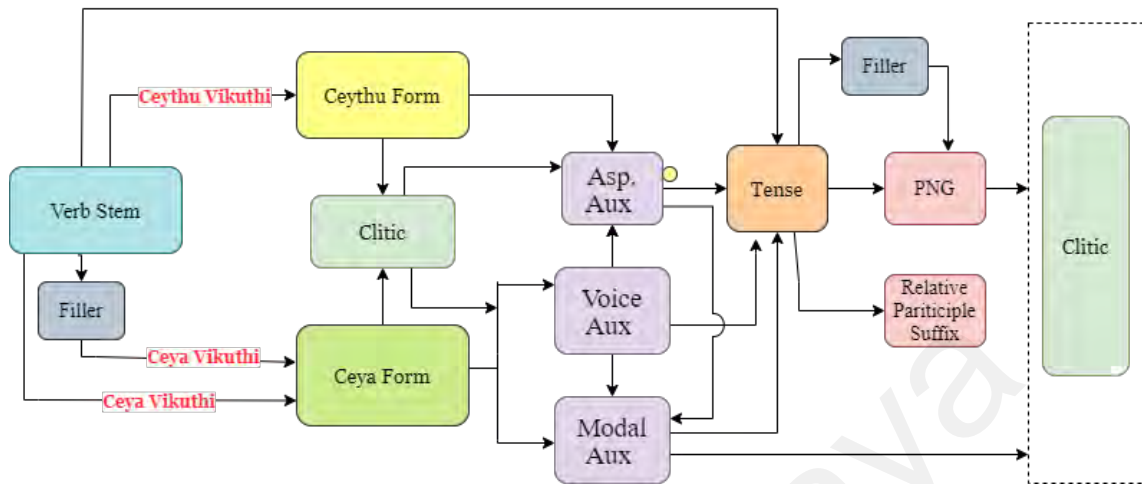 Filler
Ceythu Vikuthi
Ceythu Form
Asp.
Aux
Tense
PNG
Verb Stem
Clitic
Clitic
Filler
Voice
Aux
Relative
Pariticiple
Suffix
Ceya Vikuthi
Ceya Form
Ceya Vikuthi
Modal
Aux